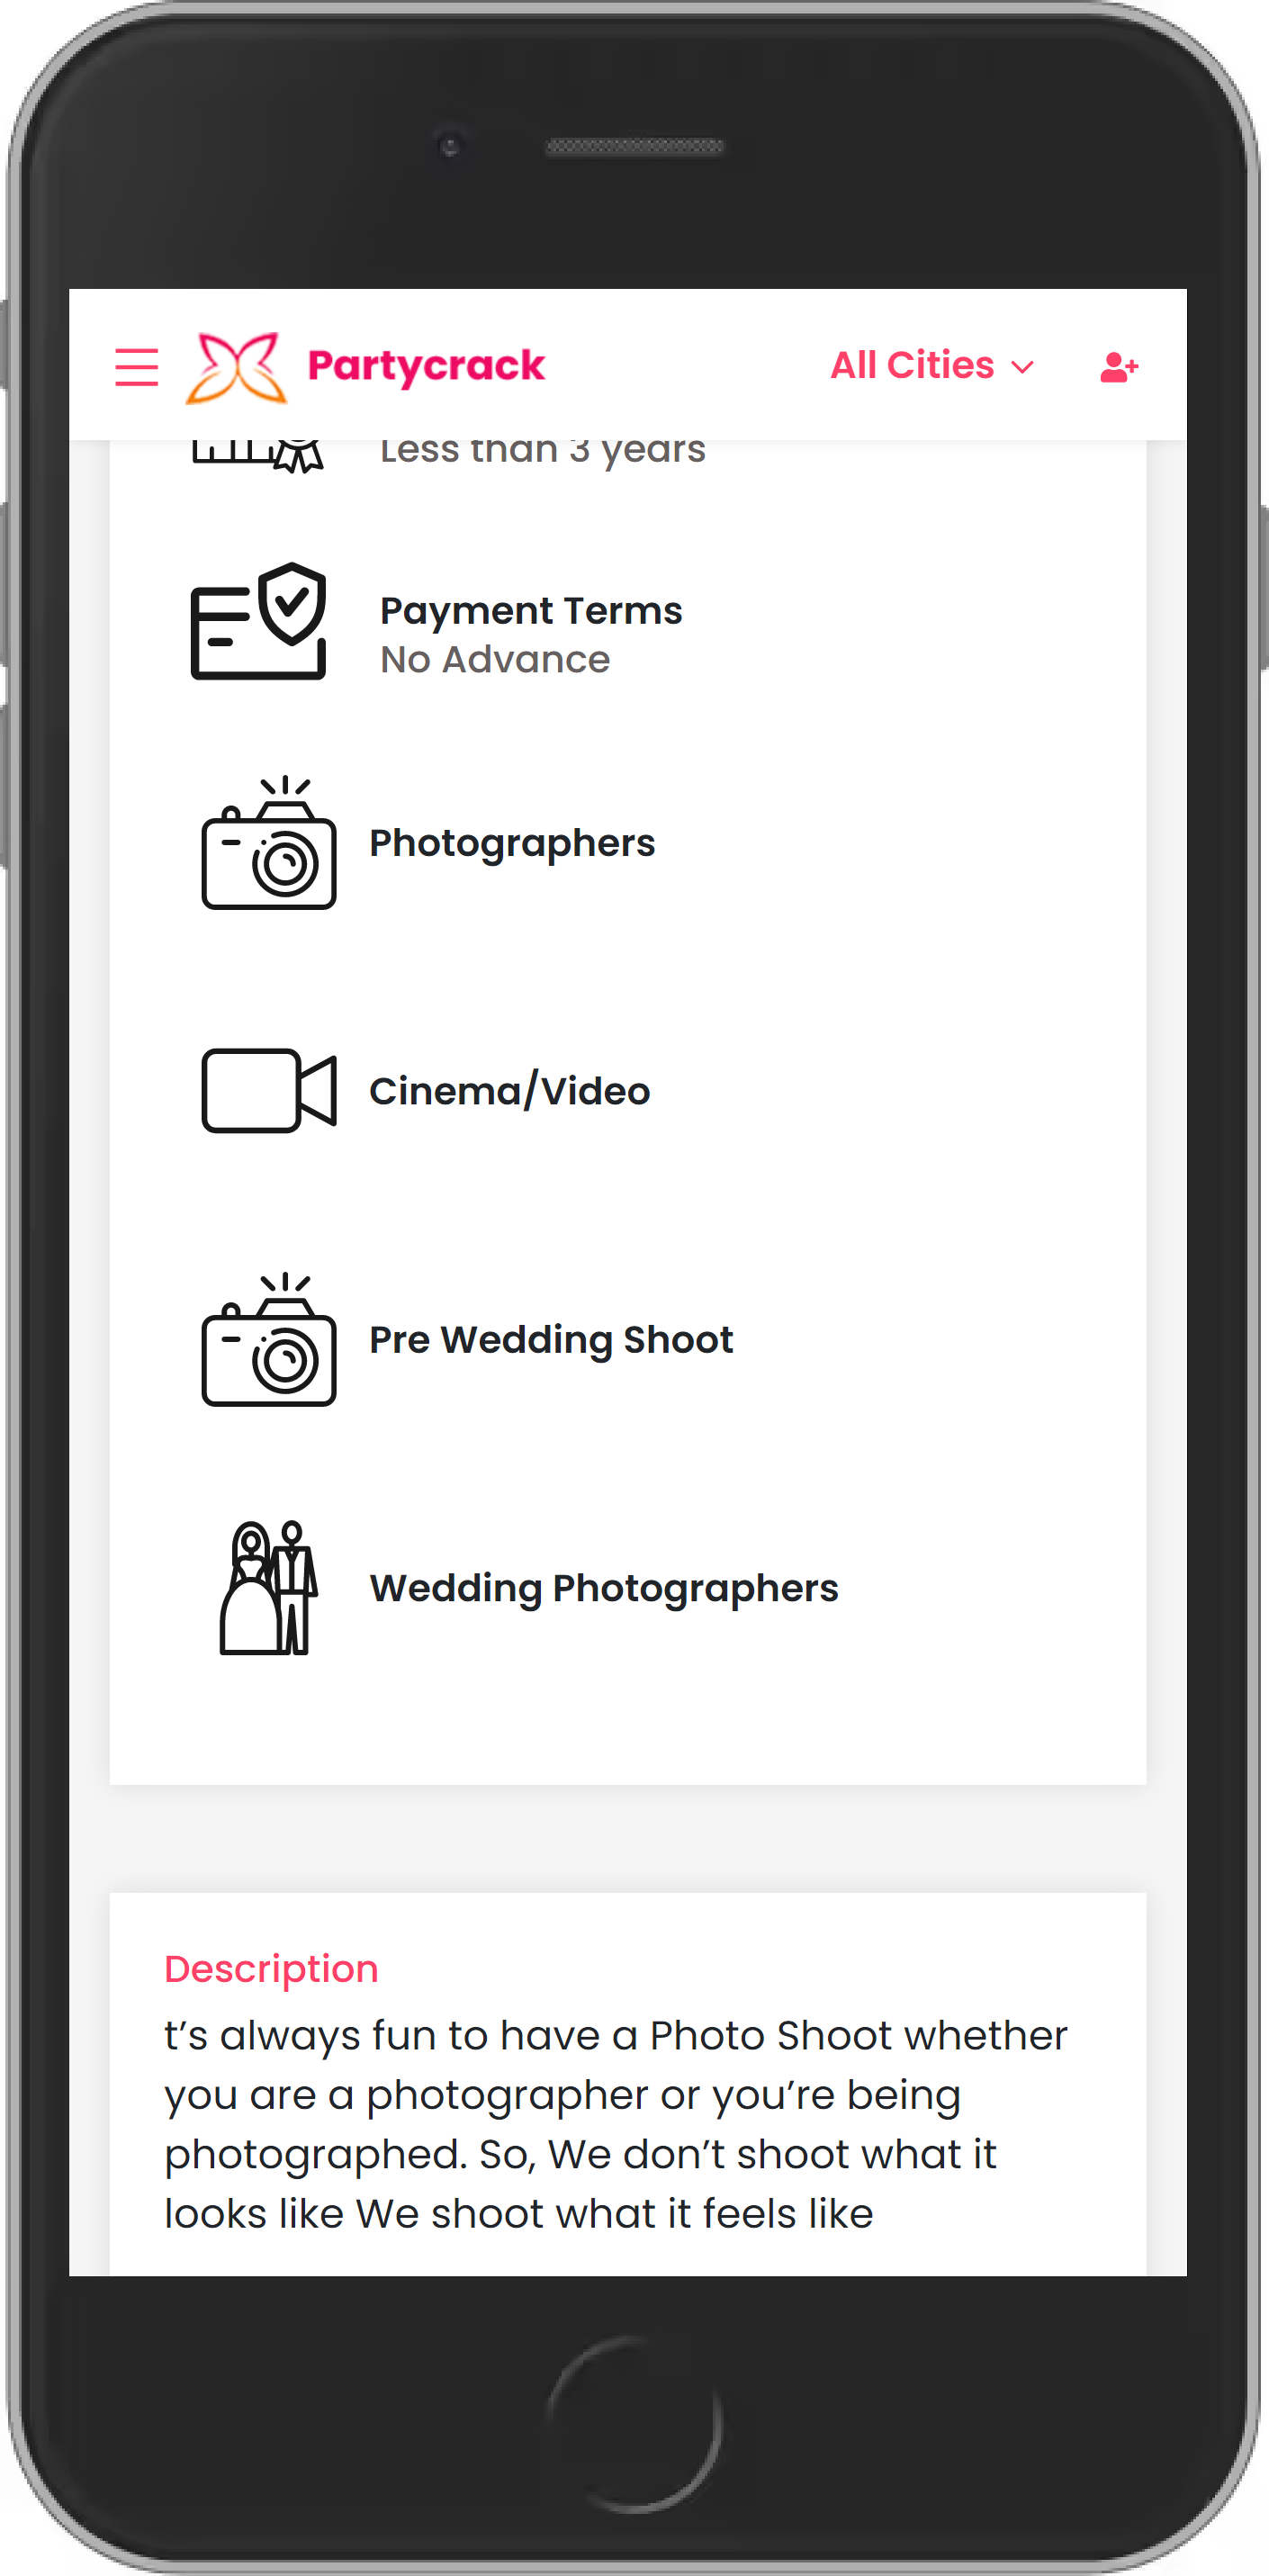 Partycrack
All Cities
Less than 3 years
Payment Terms
No Advance
Photographers
Cinema/Video
Pre Wedding Shoot
Wedding Photographers
Description
t’s always fun to have a Photo Shoot whether
you are a photographer or you’re being
photographed. So, We don’t shoot what it
looks like We shoot what it feels like